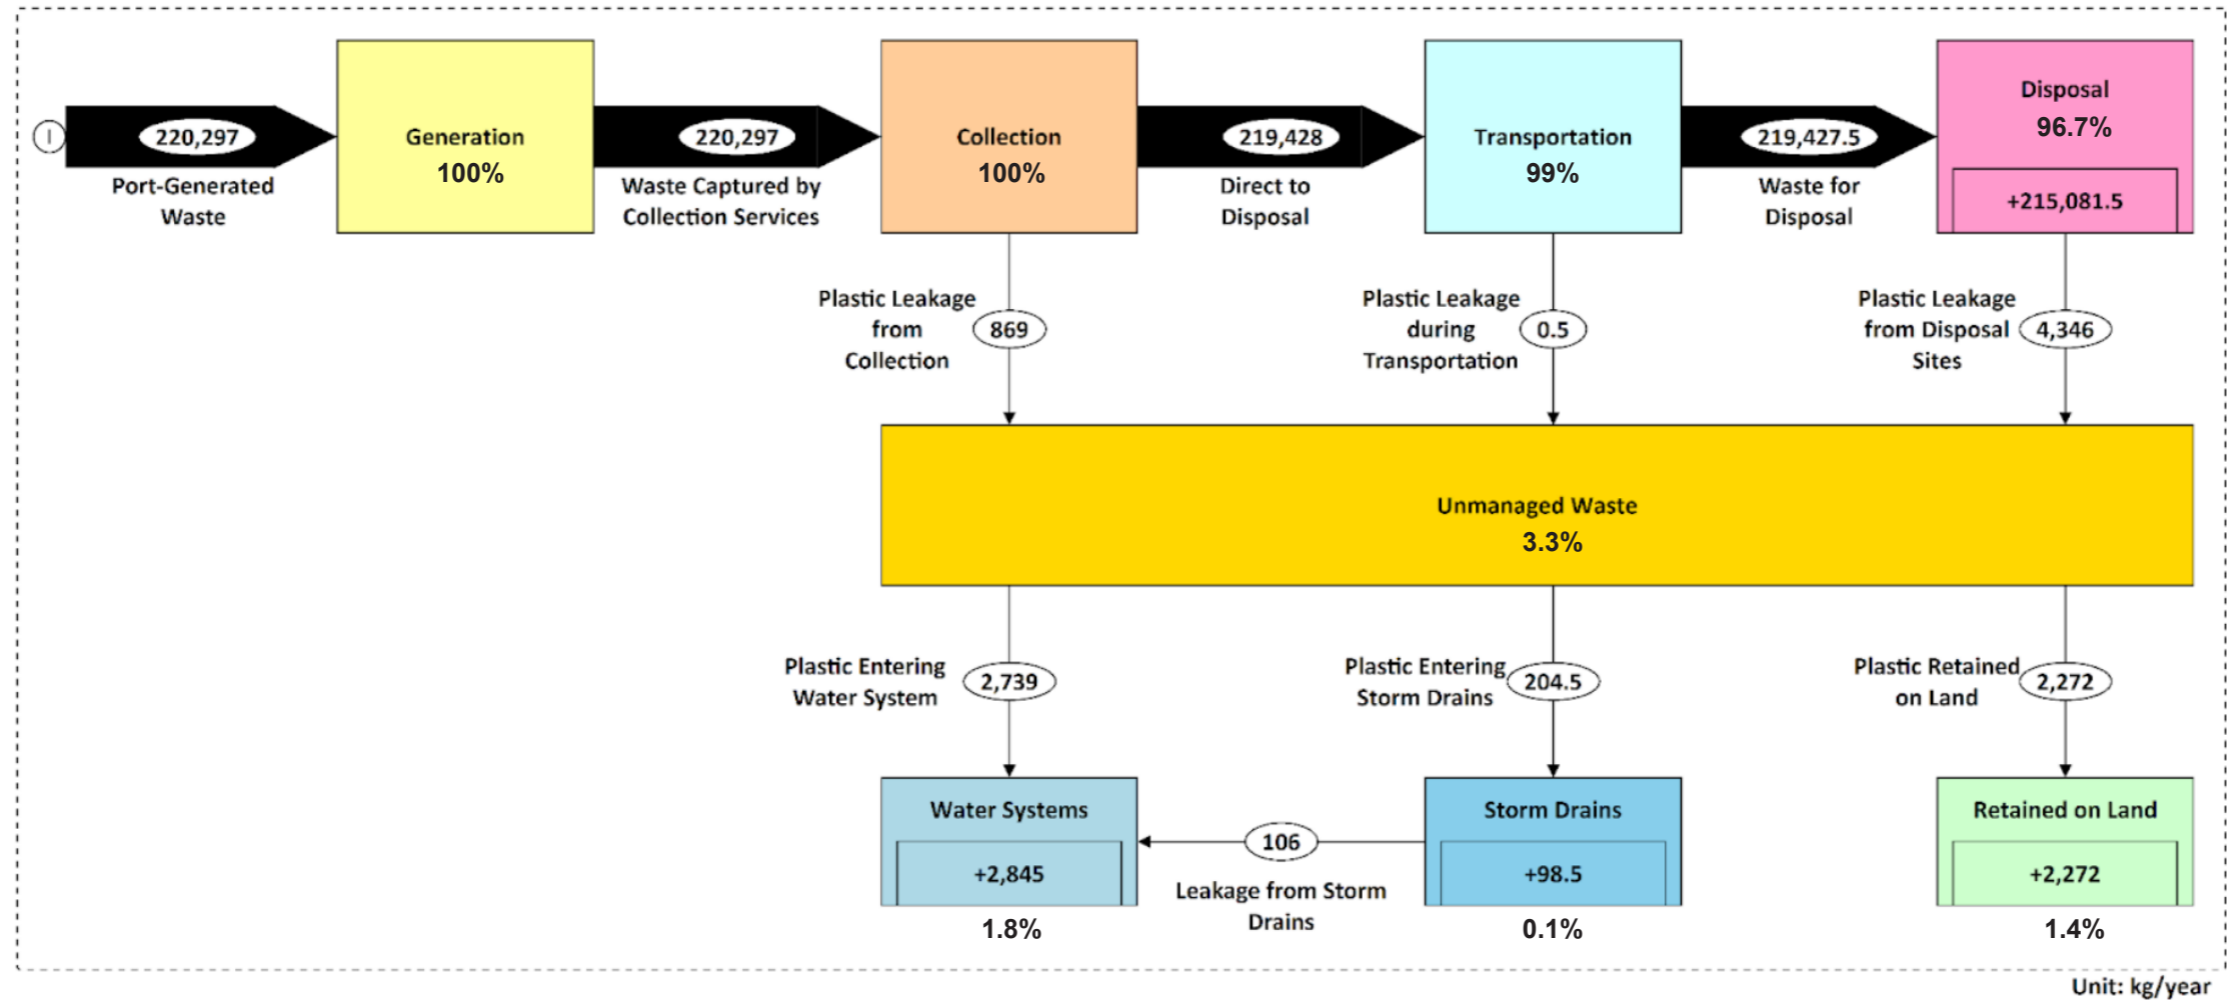 I
220,297
Port-Generated
Waste
Generation
100%
220,297
Waste Captured by
Collection Services
Collection
100%
219,428
Direct to
Disposal
Transportation
99%
219,427.5
Waste for
Disposal
Disposal
96.7%
+215,081.5
Plastic Leakage
from
Collection
869
Plastic Leakage
during
Transportation
0.5
Plastic Leakage
from Disposal
Sites
4,346
Unmanaged Waste
3.3%
Plastic Entering
Water System
2,739
Plastic Entering
Storm Drains
204.5
Plastic Retained
on Land
2,272
Water Systems
+2,845
1.8%
106
Leakage from Storm
Drains
Storm Drains
+98.5
0.1%
Retained on Land
+2,272
1.4%
Unit: kg/year